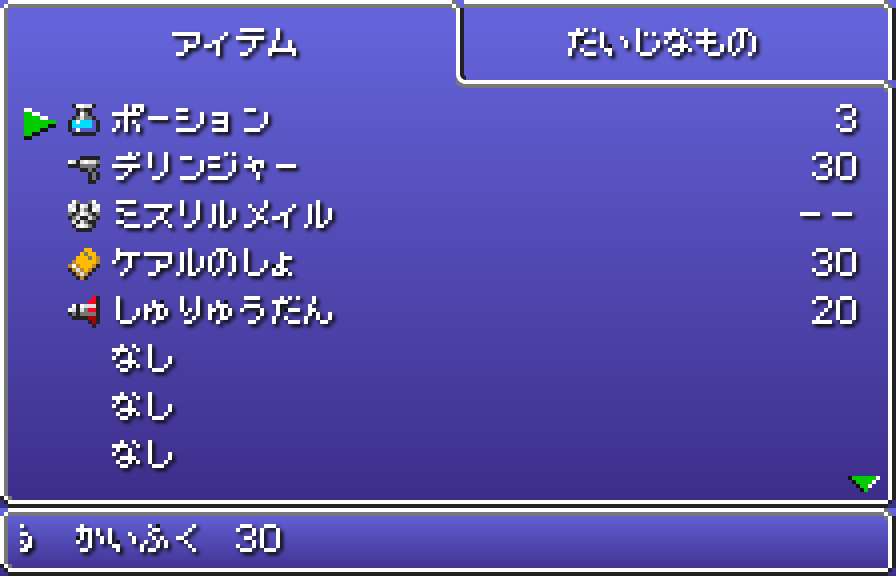 アイテム だいじなもの
ポーション 3
デリンジャー 30
ミスリルメイル --
ケアルのしょ 30
しゅりゅうだん 20
なし
なし
なし
かいふく 30